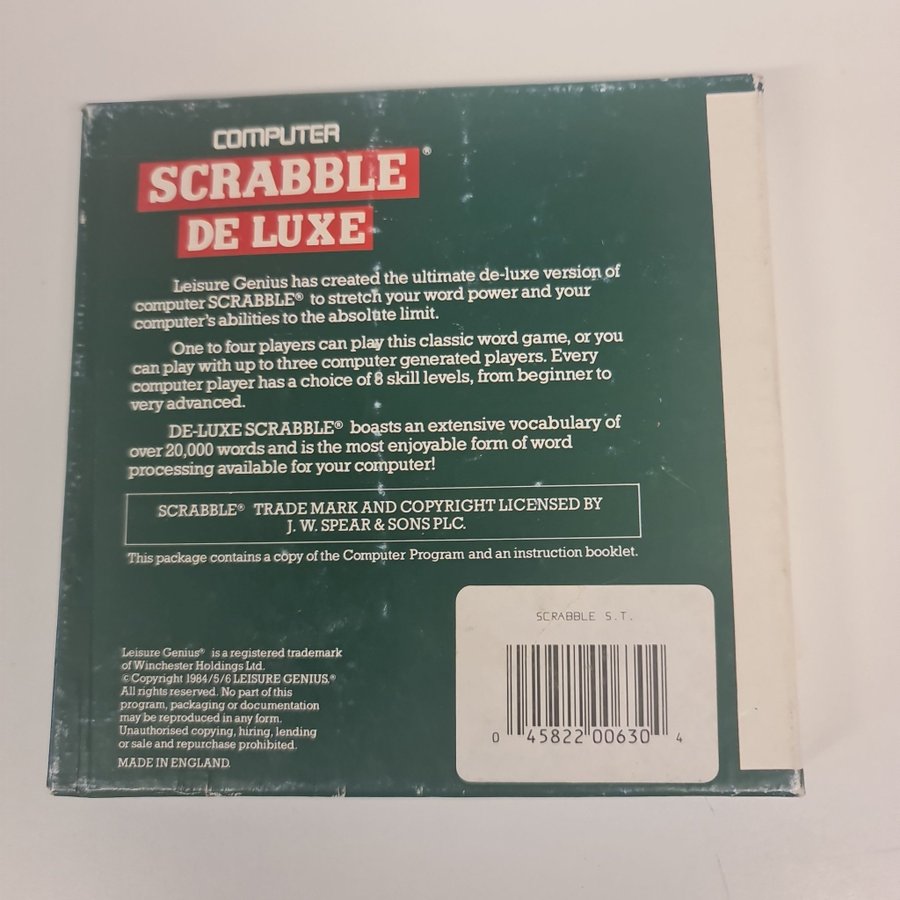 COMPUTER
SCRABBLE®
DE LUXE
Leisure Genius has created the ultimate de-luxe version of
computer SCRABBLE® to stretch your word power and your
computer's abilities to the absolute limit.
One to four players can play this classic word game, or you
can play with up to three computer generated players. Every
computer player has a choice of 8 skill levels, from beginner to
very advanced.
DE-LUXE SCRABBLE® boasts an extensive vocabulary of
over 20,000 words and is the most enjoyable form of word
processing available for your computer!
SCRABBLE® TRADE MARK AND COPYRIGHT LICENSED BY
J. W. SPEAR & SONS PLC.
This package contains a copy of the Computer Program and an instruction booklet.
Leisure Genius® is a registered trademark
of Winchester Holdings Ltd.
© Copyright 1984/5/6 LEISURE GENIUS.®
All rights reserved. No part of this
program, packaging or documentation
may be reproduced in any form.
Unauthorised copying, hiring, lending
or sale and repurchase prohibited.
MADE IN ENGLAND.
SCRABBLE S.T.
0 45822 00630 4